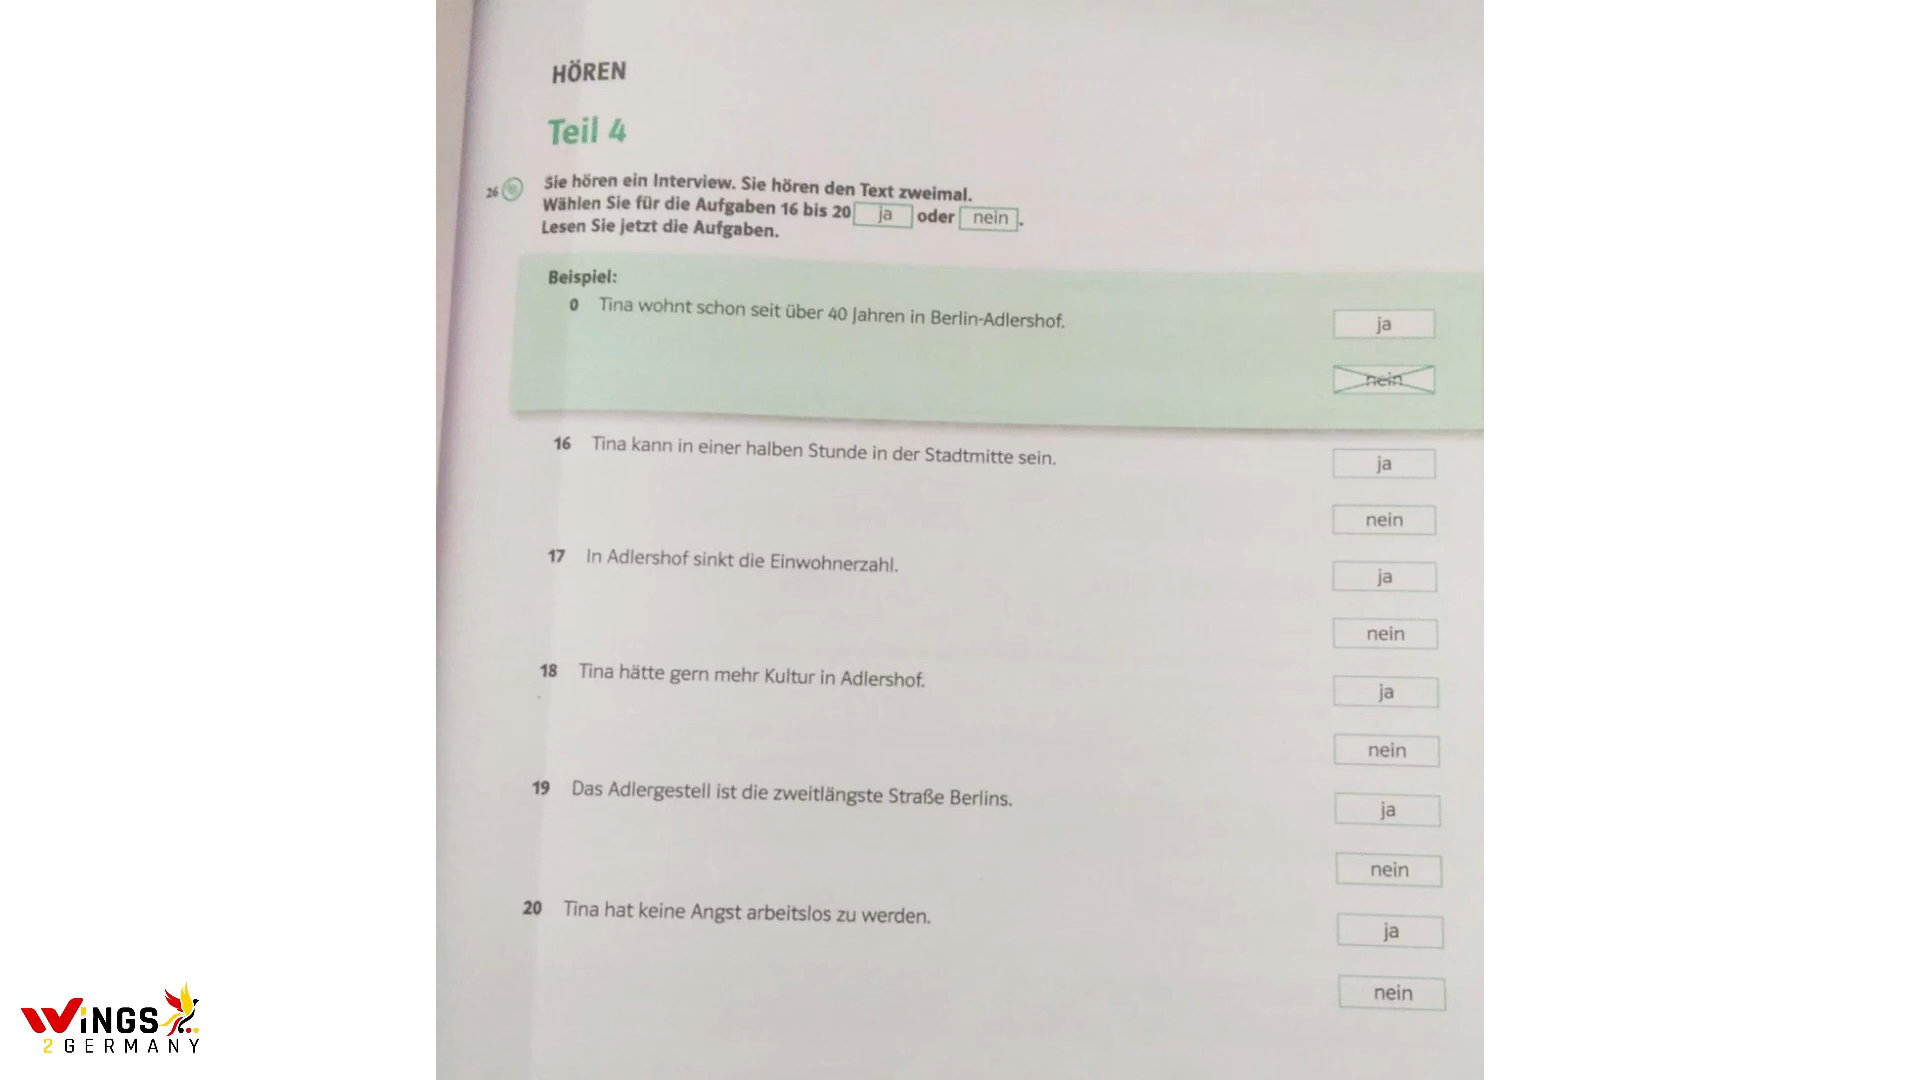 HÖREN
Teil 4
26
Sie hören ein Interview. Sie hören den Text zweimal.
Wählen Sie für die Aufgaben 16 bis 20 ja oder nein.
Lesen Sie jetzt die Aufgaben.
Beispiel:
0 Tina wohnt schon seit über 40 Jahren in Berlin-Adlershof.
ja
nein
16 Tina kann in einer halben Stunde in der Stadtmitte sein.
ja
nein
17 In Adlershof sinkt die Einwohnerzahl.
ja
nein
18 Tina hätte gern mehr Kultur in Adlershof.
ja
nein
19 Das Adlergestell ist die zweitlängste Straße Berlins.
ja
nein
20 Tina hat keine Angst arbeitslos zu werden.
ja
nein
WiNGS
2GERMANY